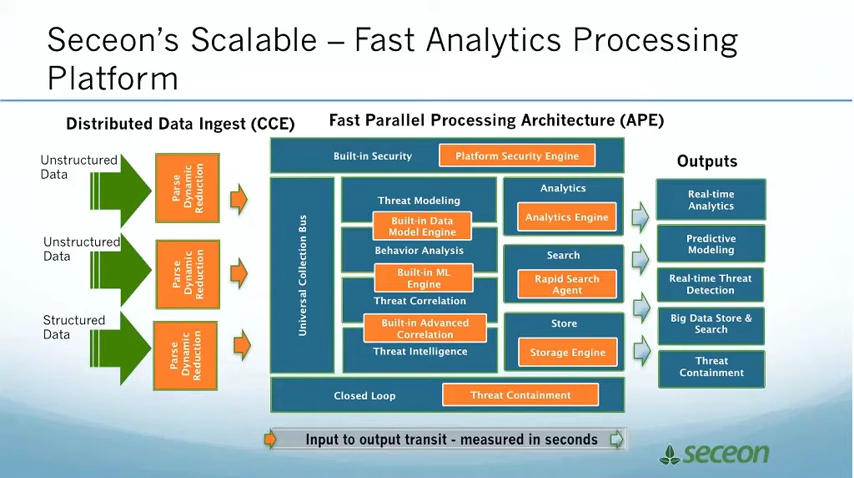 Seceon's Scalable – Fast Analytics Processing
Platform
Distributed Data Ingest (CCE)
Fast Parallel Processing Architecture (APE)
Unstructured
Data
Parse
Dynamic
Reduction
Unstructured
Data
Parse
Dynamic
Reduction
Structured
Data
Parse
Dynamic
Reduction
Built-in Security
Platform Security Engine
Universal Collection Bus
Threat Modeling
Built-in Data
Model Engine
Behavior Analysis
Built-in ML
Engine
Threat Correlation
Built-in Advanced
Correlation
Threat Intelligence
Analytics
Analytics Engine
Search
Rapid Search
Agent
Store
Storage Engine
Closed Loop
Threat Containment
Outputs
Real-time
Analytics
Predictive
Modeling
Real-time Threat
Detection
Big Data Store &
Search
Threat
Containment
Input to output transit - measured in seconds
seceon